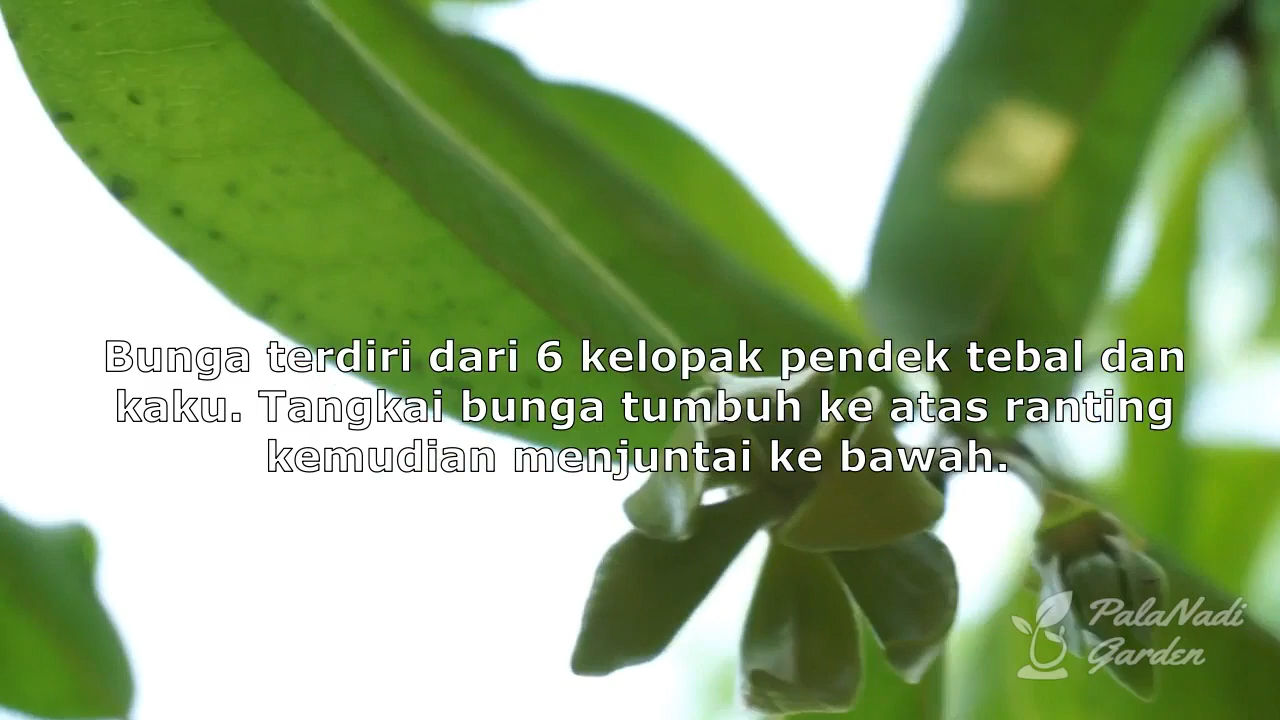 Bunga terdiri dari 6 kelopak pendek tebal dan
kaku. Tangkai bunga tumbuh ke atas ranting
kemudian menjuntai ke bawah.
PalaNadi
Garden